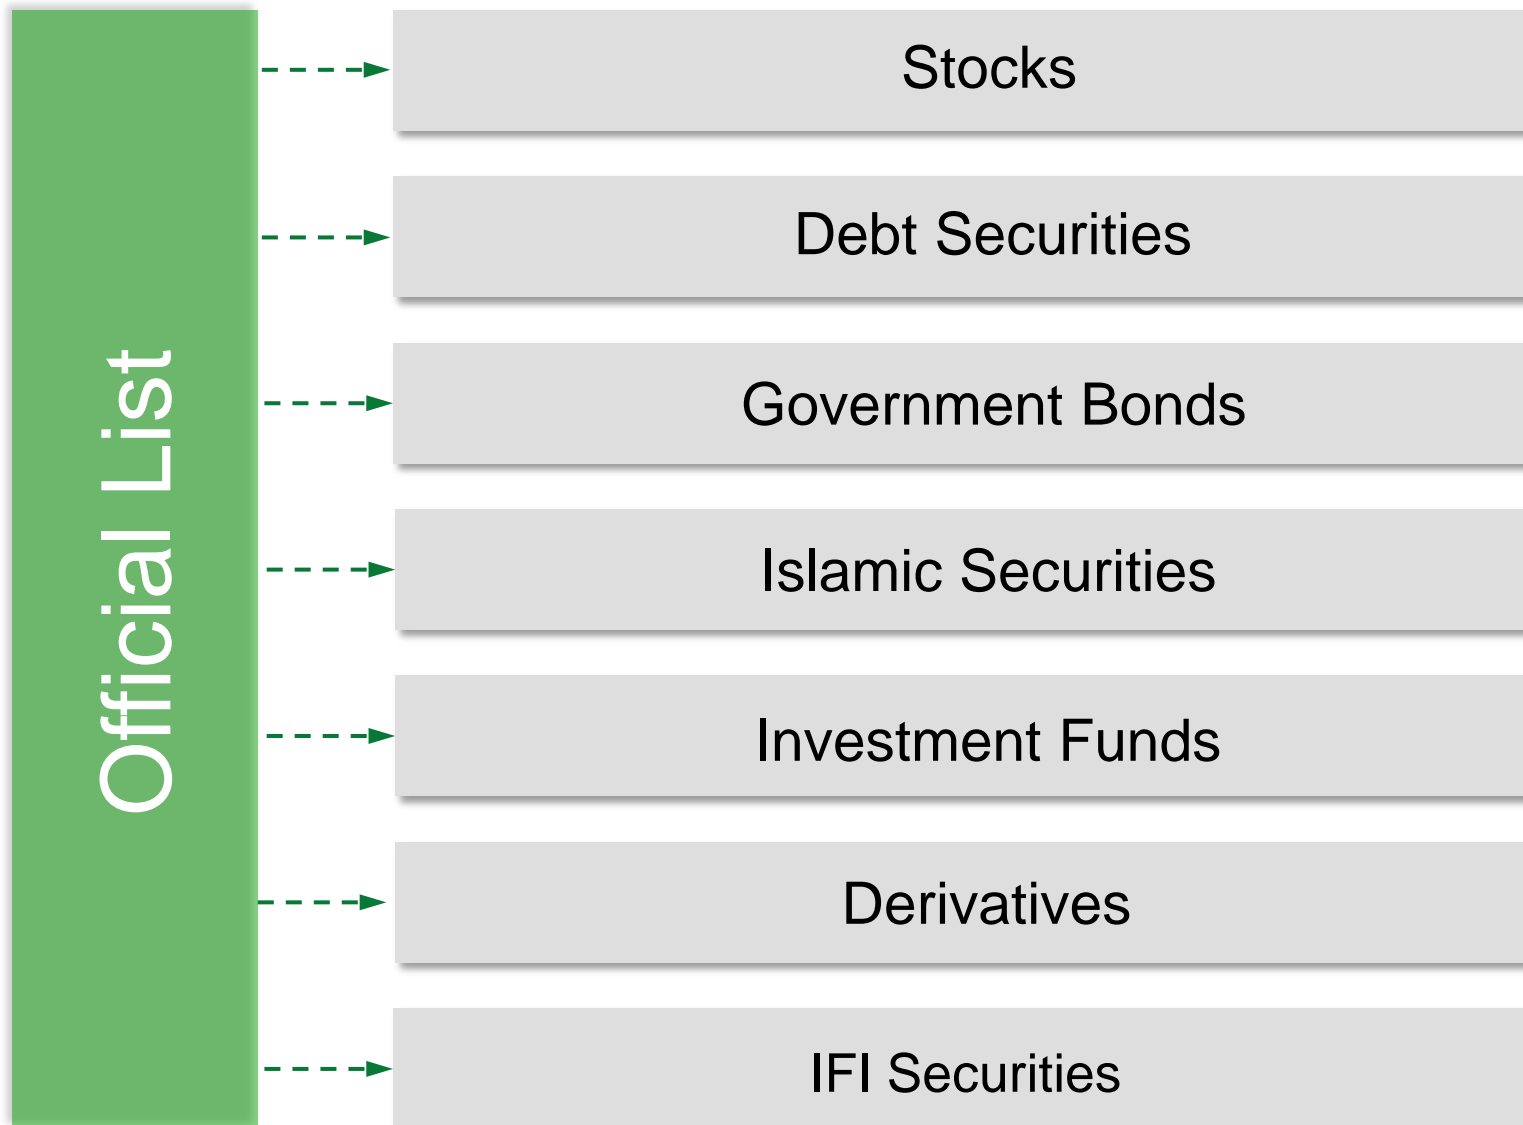 Official List
Stocks
Debt Securities
Government Bonds
Islamic Securities
Investment Funds
Derivatives
IFI Securities